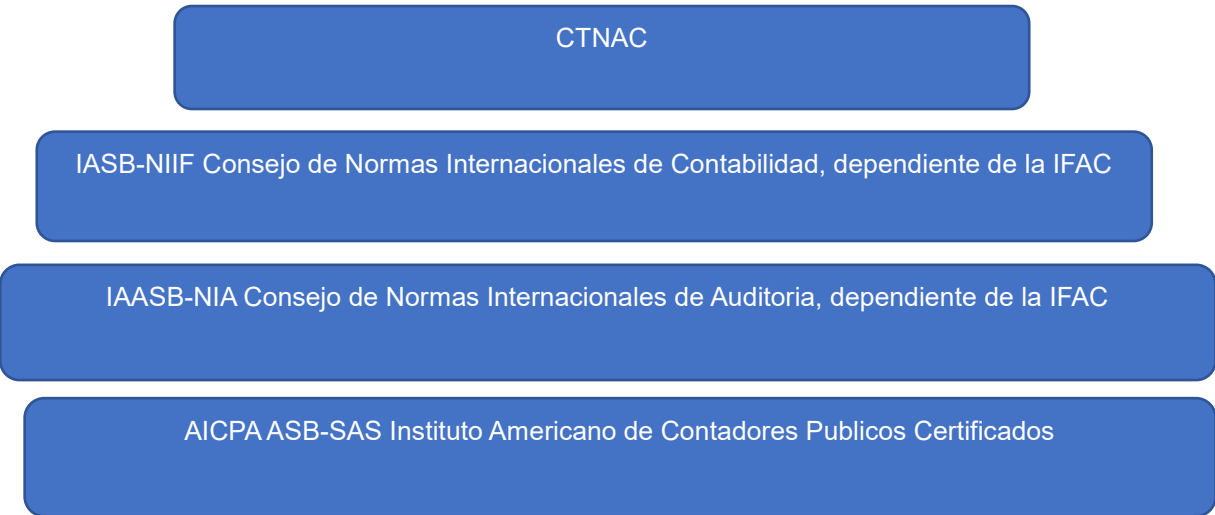 CTNAC
IASB-NIIF Consejo de Normas Internacionales de Contabilidad, dependiente de la IFAC
IAASB-NIA Consejo de Normas Internacionales de Auditoria, dependiente de la IFAC
AICPA ASB-SAS Instituto Americano de Contadores Publicos Certificados